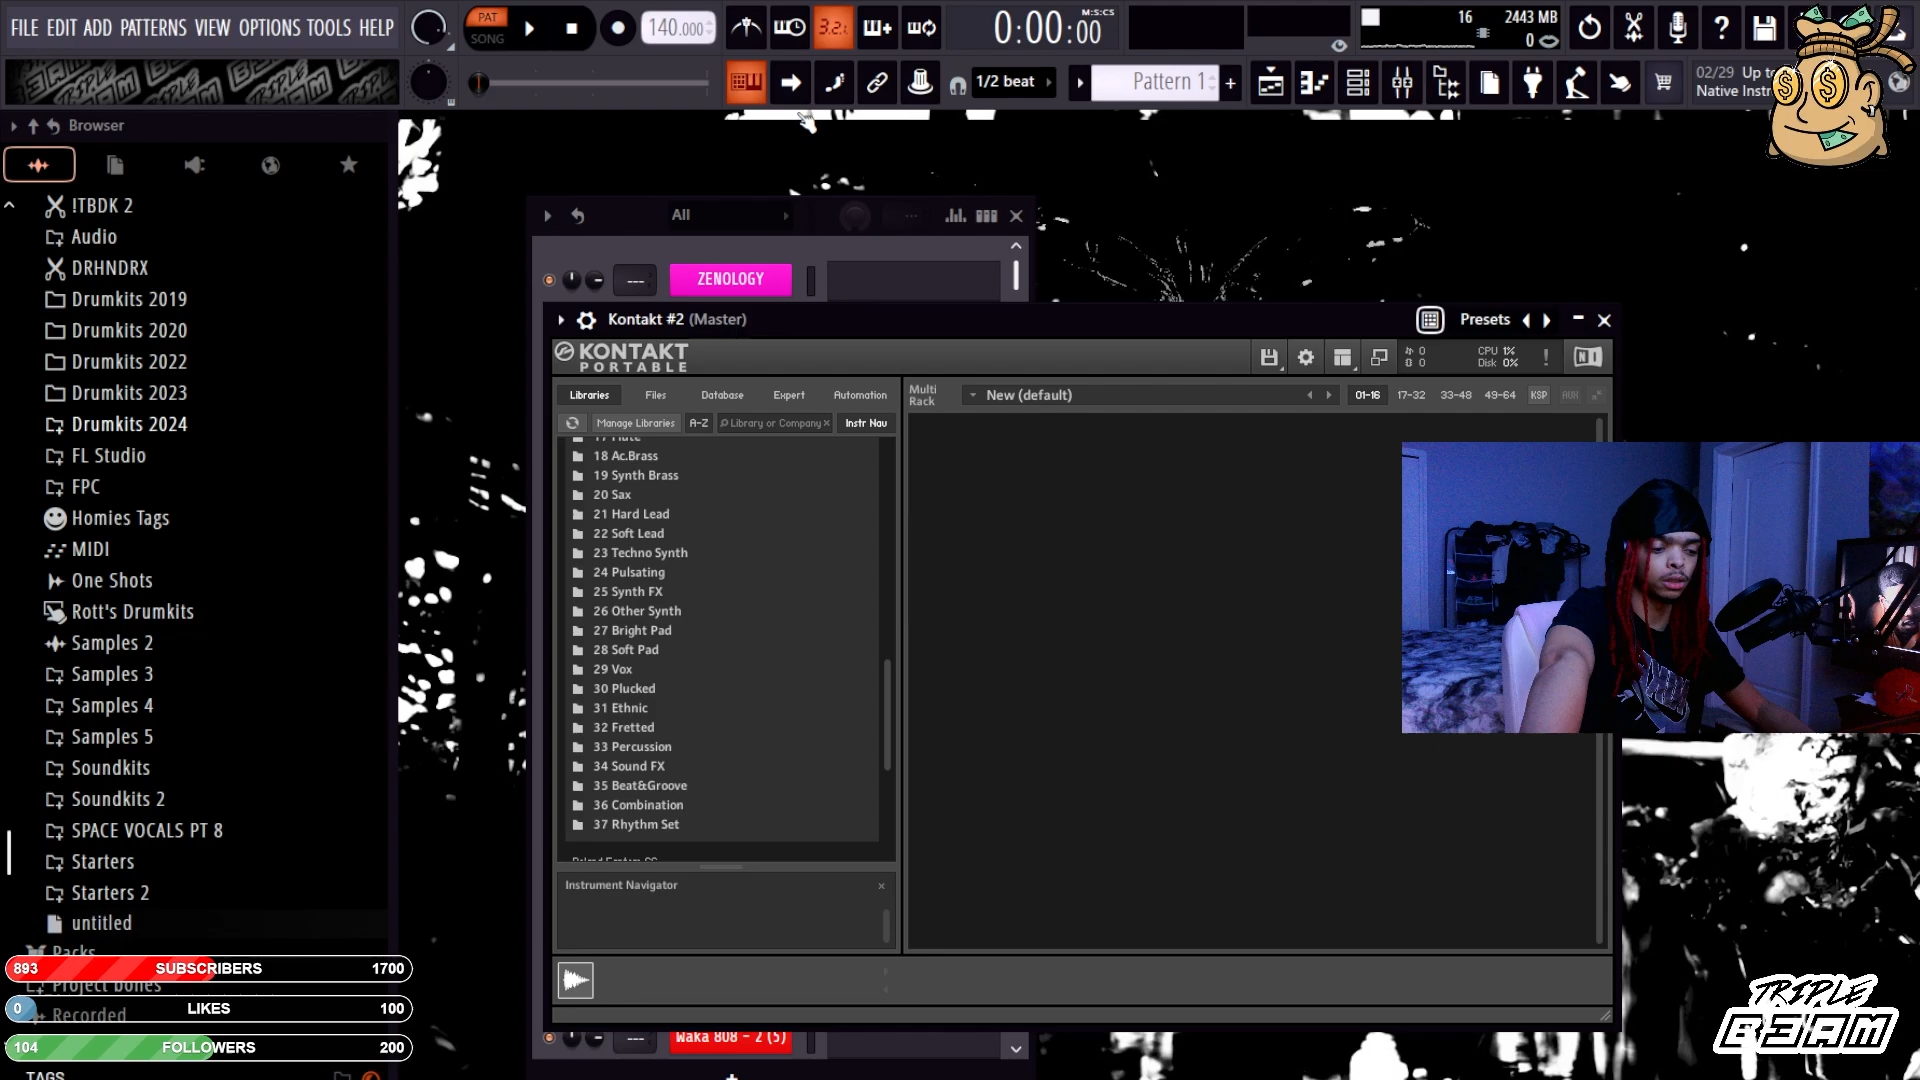 FILE EDIT ADD PATTERNS VIEW OPTIONS TOOLS HELP
PAT
SONG
140.000
3.2.
0:00:00
M:S:CS
16
2443 MB
0
1/2 beat
Pattern 1
+
02/29 Up to
Native Instr
Browser
!TBDK 2
Audio
DRHNDRX
Drumkits 2019
Drumkits 2020
Drumkits 2022
Drumkits 2023
Drumkits 2024
FL Studio
FPC
Homies Tags
MIDI
One Shots
Rott's Drumkits
Samples 2
Samples 3
Samples 4
Samples 5
Soundkits
Soundkits 2
SPACE VOCALS PT 8
Starters
Starters 2
untitled
Packs
Project bones
Recorded
TAGS
893 SUBSCRIBERS 1700
0 LIKES 100
104 FOLLOWERS 200
All
---
ZENOLOGY
Kontakt #2 (Master)
Presets
KONTAKT
PORTABLE
0
0
CPU 1%
Disk 0%
!
NI
Libraries
Files
Database
Expert
Automation
Manage Libraries
A-Z
Library or Company
Instr Nav
Multi
Rack
New (default)
01-16
17-32
33-48
49-64
KSP
AUX
17 Flute
18 Ac.Brass
19 Synth Brass
20 Sax
21 Hard Lead
22 Soft Lead
23 Techno Synth
24 Pulsating
25 Synth FX
26 Other Synth
27 Bright Pad
28 Soft Pad
29 Vox
30 Plucked
31 Ethnic
32 Fretted
33 Percussion
34 Sound FX
35 Beat&Groove
36 Combination
37 Rhythm Set
Instrument Navigator
---
Waka 808 - 2 (5)
TRIPLE
B3AM